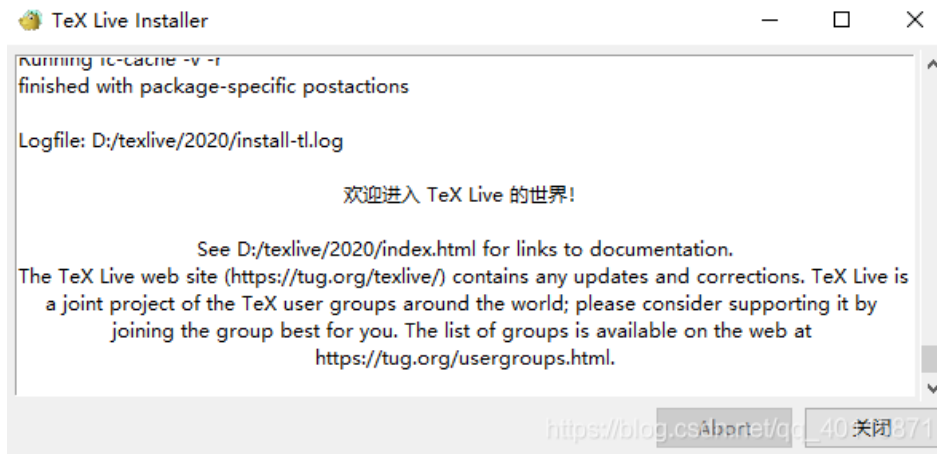 TeX Live Installer
Running fc-cache -v -r
finished with package-specific postactions
Logfile: D:/texlive/2020/install-tl.log
欢迎进入 TeX Live 的世界!
See D:/texlive/2020/index.html for links to documentation.
The TeX Live web site (https://tug.org/texlive/) contains any updates and corrections. TeX Live is
a joint project of the TeX user groups around the world; please consider supporting it by
joining the group best for you. The list of groups is available on the web at
https://tug.org/usergroups.html.
Abort
关闭